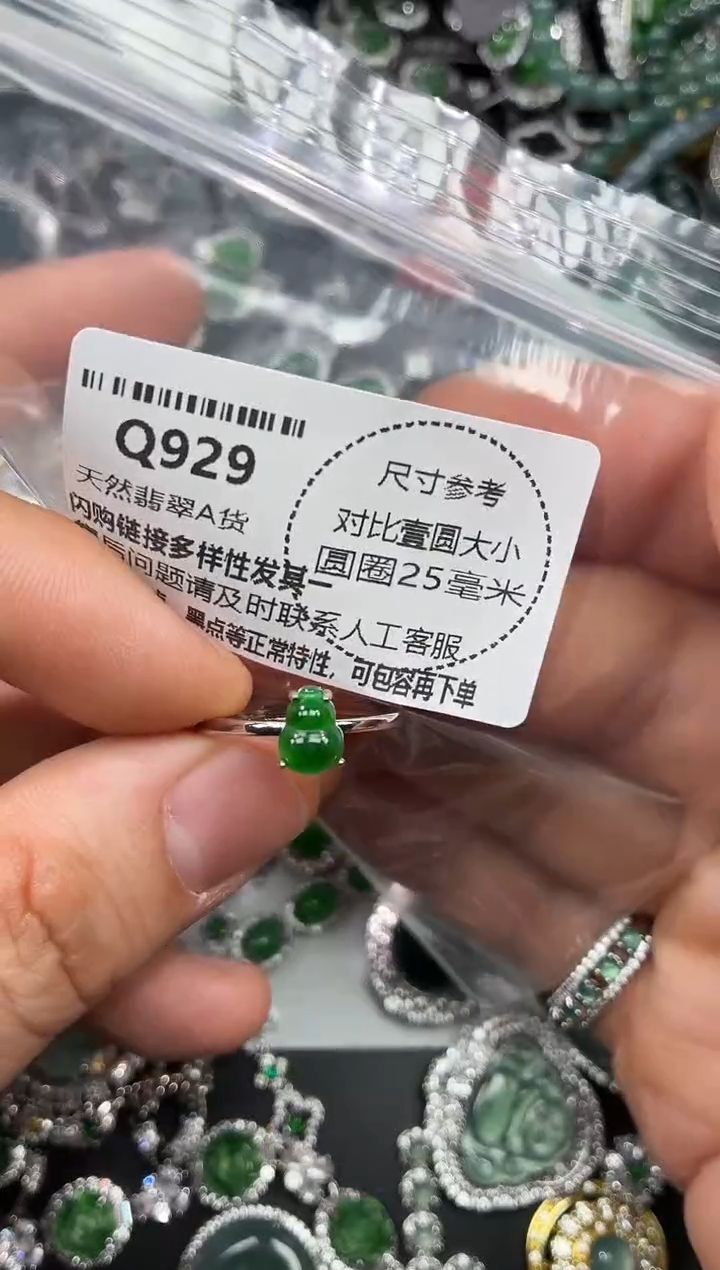 Q929
天然翡翠A货
闪购链接多样性发其一
后问题请及时联系人工客服
黑点等正常特性，可包容再下单
尺寸参考
对比壹圆大小
圆圈25毫米